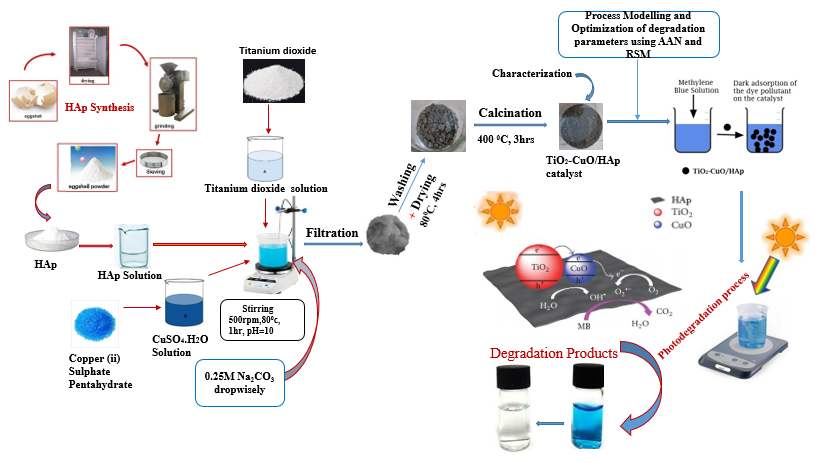 HAp Synthesis
eggshell
drying
grinding
Sieving
eggshell powder
HAp
HAp Solution
Titanium dioxide
Titanium dioxide solution
Copper (ii)
Sulphate
Pentahydrate
CuSO₄.H2O
Solution
Stirring
500rpm,80⁰c,
1hr, pH=10
0.25M Na₂CO₃
dropwisely
Filtration
Washing
+ Drying
80⁰C, 4hrs
Calcination
400 ⁰C, 3hrs
Characterization
TiO₂-CuO/HAp
catalyst
Process Modelling and
Optimization of degradation
parameters using AAN and
RSM
Methylene
Blue Solution
Dark adsorption of
the dye pollutant
on the catalyst
TiO₂-CuO/HAp
HAp
TiO₂
CuO
e⁻
e⁻
TiO₂
CuO
e⁻
h⁺
h⁺
H₂O
OH•
O₂•⁻
O₂
MB
H₂O
CO₂
Photodegradation process
Degradation Products